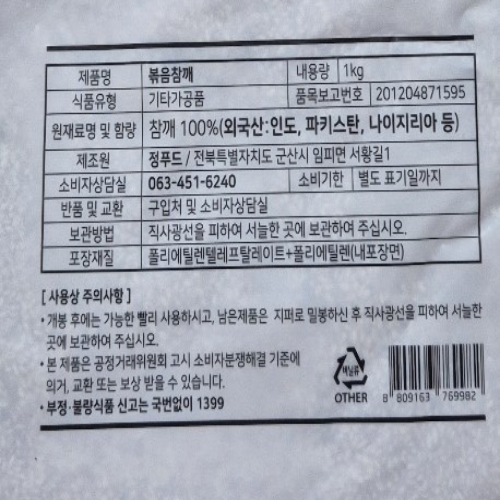 제품명 볶음참깨 내용량 1kg
식품유형 기타가공품 품목보고번호 201204871595
원재료명 및 함량 참깨 100%(외국산:인도, 파키스탄, 나이지리아 등)
제조원 정푸드 / 전북특별자치도 군산시 임피면 서황길1
소비자상담실 063-451-6240 소비기한 별도 표기일까지
반품 및 교환 구입처 및 소비자상담실
보관방법 직사광선을 피하여 서늘한 곳에 보관하여 주십시오.
포장재질 폴리에틸렌텔레프탈레이트+폴리에틸렌(내포장면)
[ 사용상 주의사항 ]
• 개봉 후에는 가능한 빨리 사용하시고, 남은제품은 지퍼로 밀봉하신 후 직사광선을 피하여 서늘한
곳에 보관하여 주십시오.
• 본 제품은 공정거래위원회 고시 소비자분쟁해결 기준에
의거, 교환 또는 보상 받을 수 있습니다.
• 부정·불량식품 신고는 국번없이 1399
비닐류
OTHER
8 809163 769982